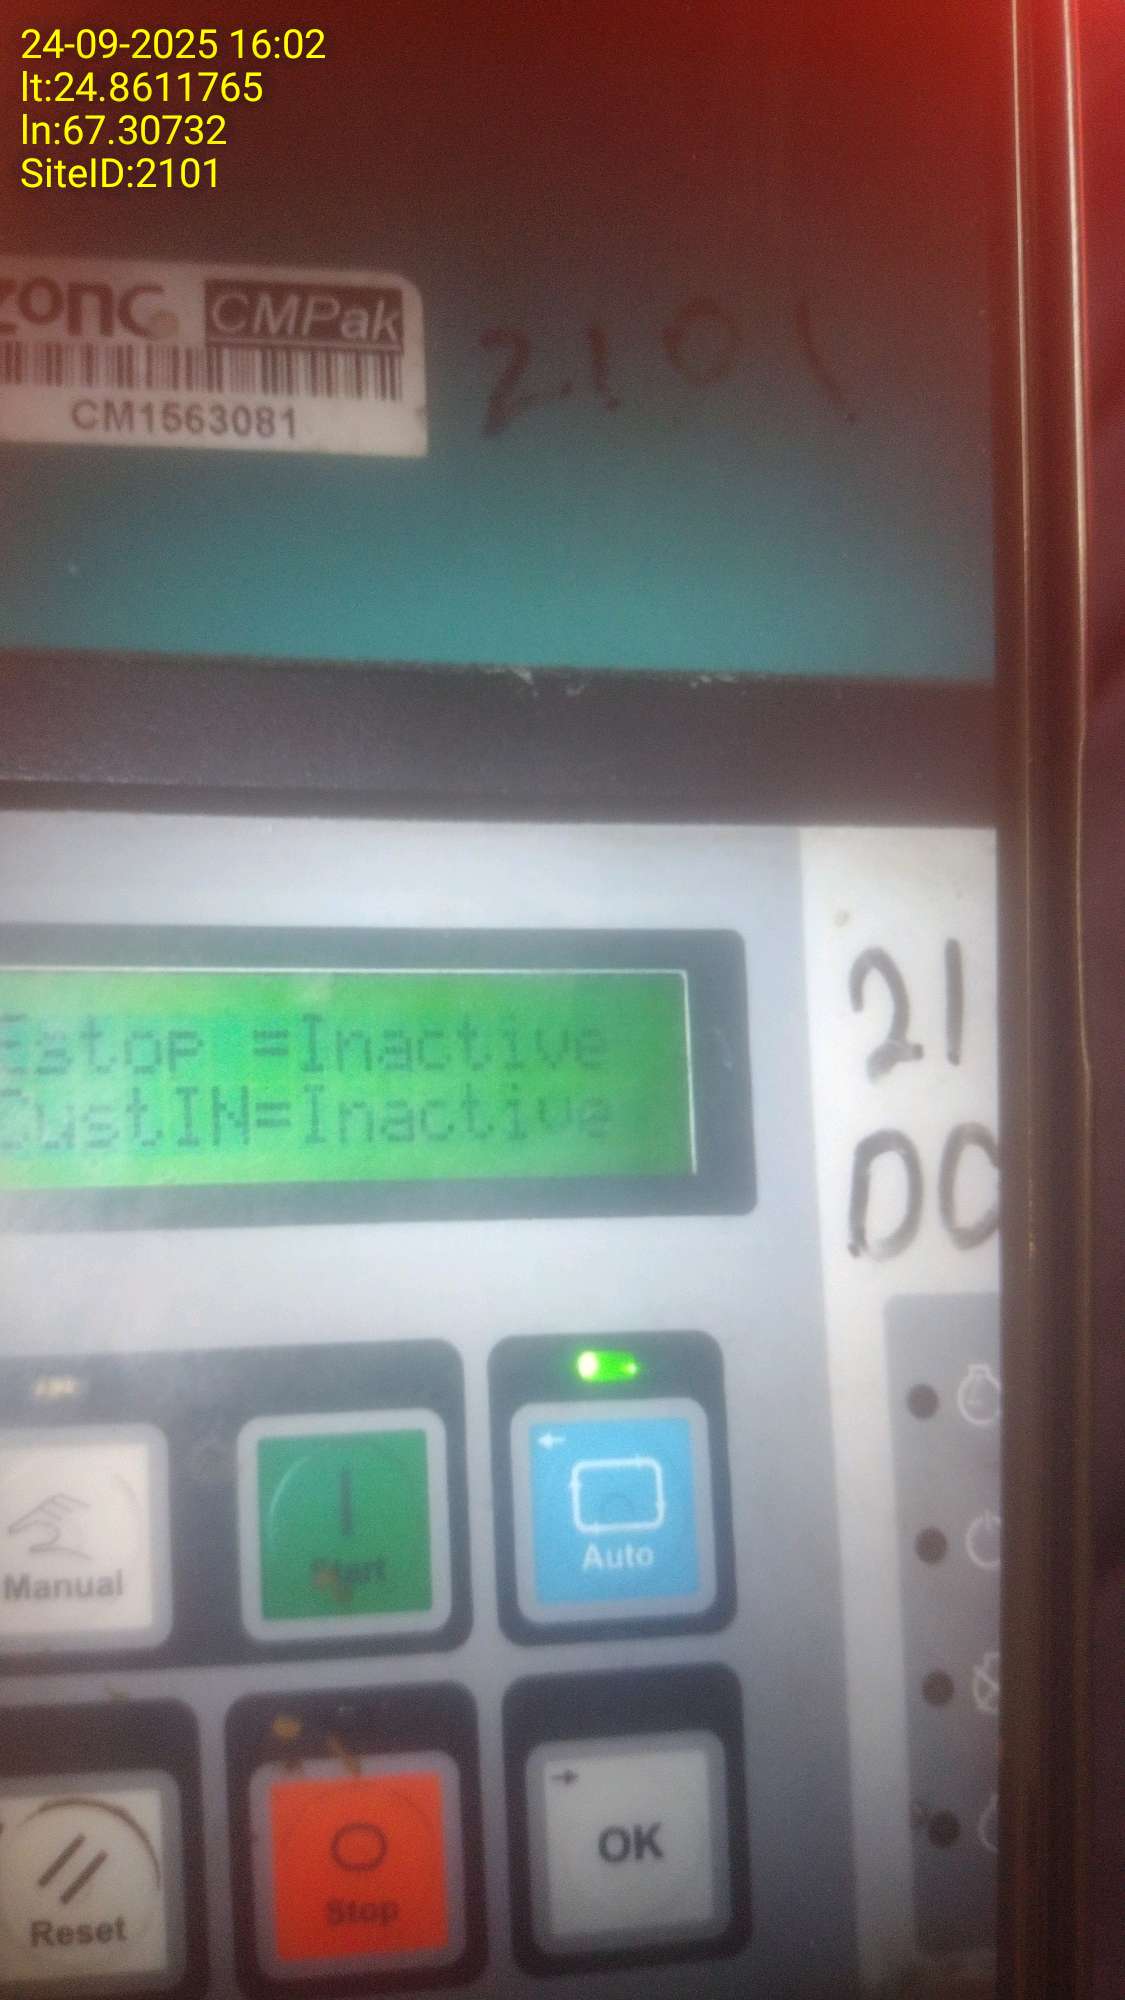 24-09-2025 16:02
lt:24.8611765
ln:67.30732
SiteID:2101
zong CMPak
CM1563081
2101
Estop =Inactive
CustIN=Inactive
21
DC
Manual
Start
Auto
Reset
Stop
OK